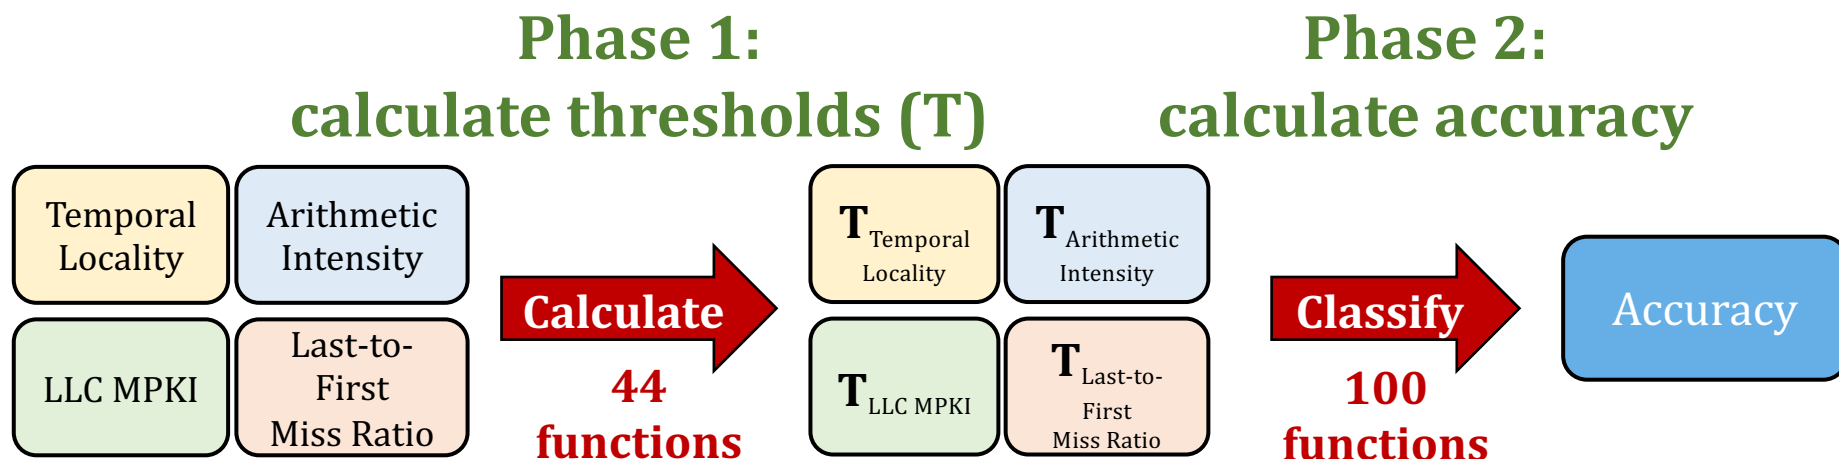 Phase 1:
calculate thresholds (T)
Phase 2:
calculate accuracy
Temporal
Locality
Arithmetic
Intensity
LLC MPKI
Last-to-
First
Miss Ratio
Calculate
44
functions
T Temporal
Locality
T Arithmetic
Intensity
T LLC MPKI
T Last-to-
First
Miss Ratio
Classify
100
functions
Accuracy